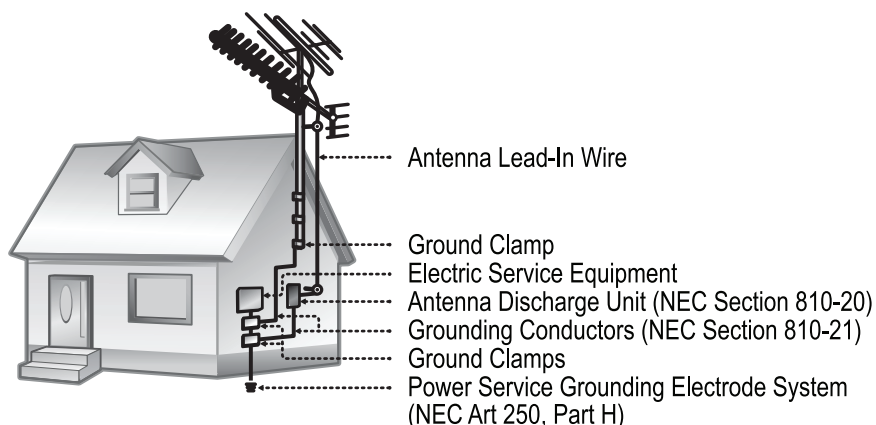 Antenna Lead-In Wire
Ground Clamp
Electric Service Equipment
Antenna Discharge Unit (NEC Section 810-20)
Grounding Conductors (NEC Section 810-21)
Ground Clamps
Power Service Grounding Electrode System
(NEC Art 250, Part H)